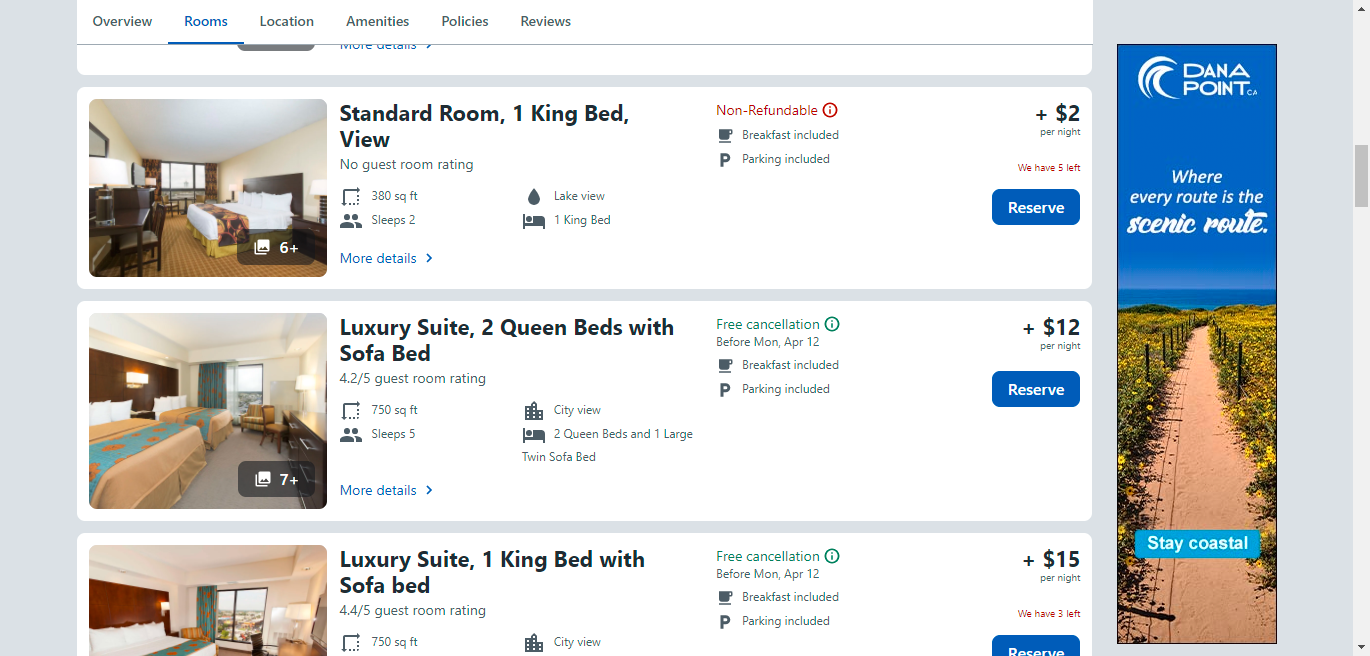 Overview Rooms Location Amenities Policies Reviews
More details
Standard Room, 1 King Bed,
View
No guest room rating
380 sq ft
Lake view
Sleeps 2
1 King Bed
More details
6+
Non-Refundable
Breakfast included
Parking included
+ $2
per night
We have 5 left
Reserve
Luxury Suite, 2 Queen Beds with
Sofa Bed
4.2/5 guest room rating
750 sq ft
City view
Sleeps 5
2 Queen Beds and 1 Large
Twin Sofa Bed
More details
7+
Free cancellation
Before Mon, Apr 12
Breakfast included
Parking included
+ $12
per night
Reserve
Luxury Suite, 1 King Bed with
Sofa bed
4.4/5 guest room rating
750 sq ft
City view
Free cancellation
Before Mon, Apr 12
Breakfast included
Parking included
+ $15
per night
We have 3 left
Reserve
DANA
POINT CA
Where
every route is the
scenic route.
Stay coastal